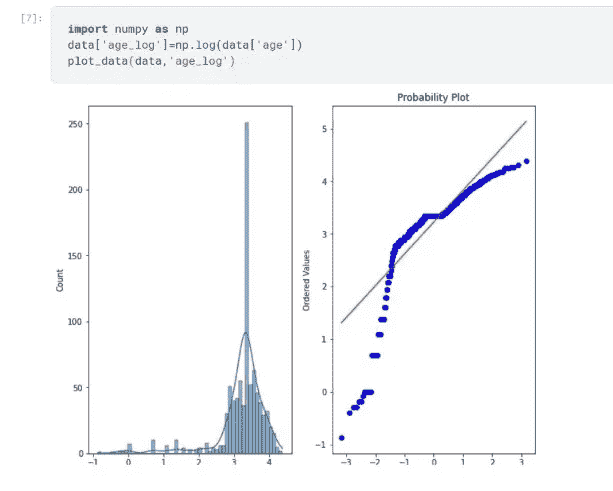 [7]:
import numpy as np
data['age_log']=np.log(data['age'])
plot_data(data,'age_log')
Probability Plot
250
200
150
100
50
0
Count
-1 0 1 2 3 4
5
4
3
2
1
0
-1
Ordered Values
-3 -2 -1 0 1 2 3